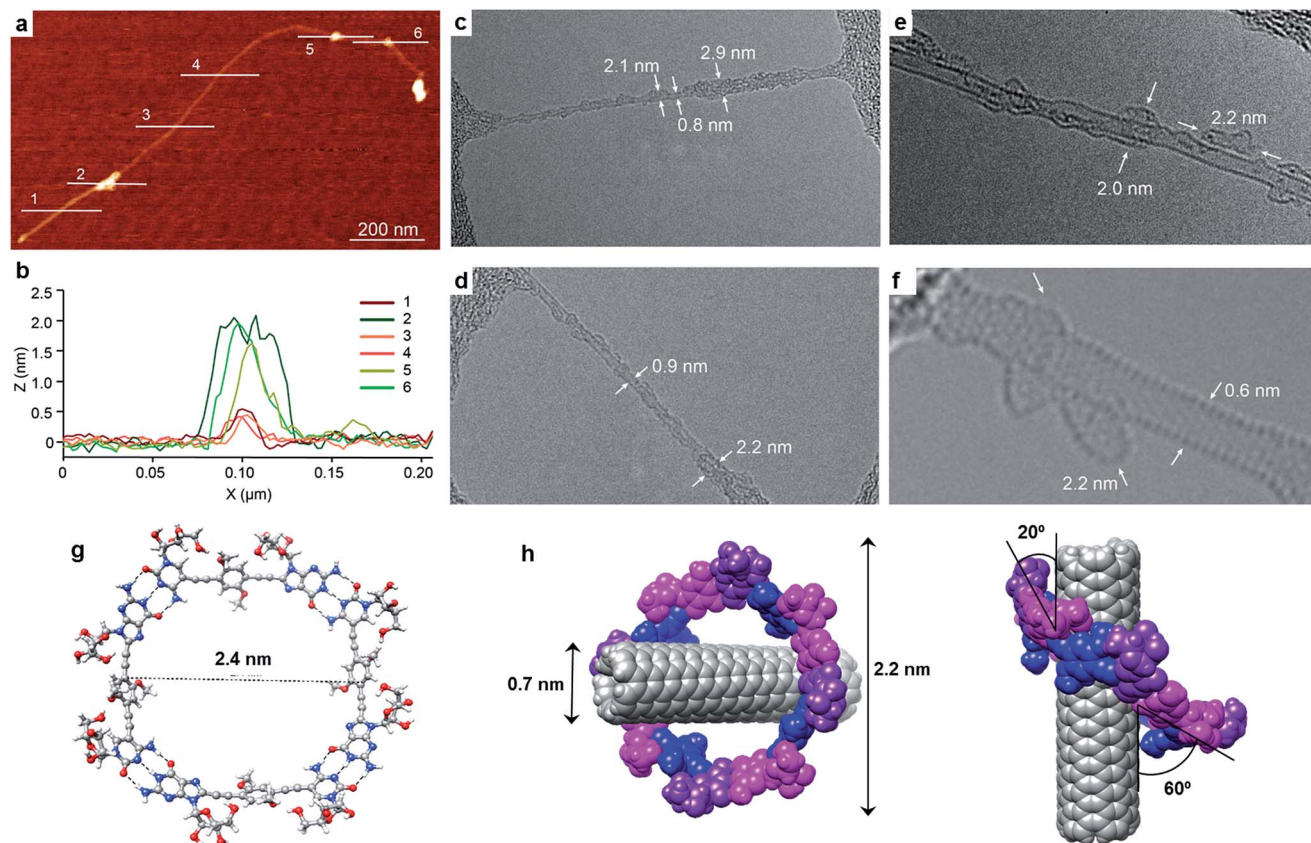 a
1
2
3
4
5
6
200 nm
b
2.5
2.0
1.5
1.0
0.5
0
Z (nm)
0
0.05
0.10
0.15
0.20
X (µm)
1
2
3
4
5
6
c
2.1 nm
2.9 nm
0.8 nm
d
0.9 nm
2.2 nm
e
2.2 nm
2.0 nm
f
0.6 nm
2.2 nm
g
2.4 nm
h
0.7 nm
2.2 nm
20º
60º